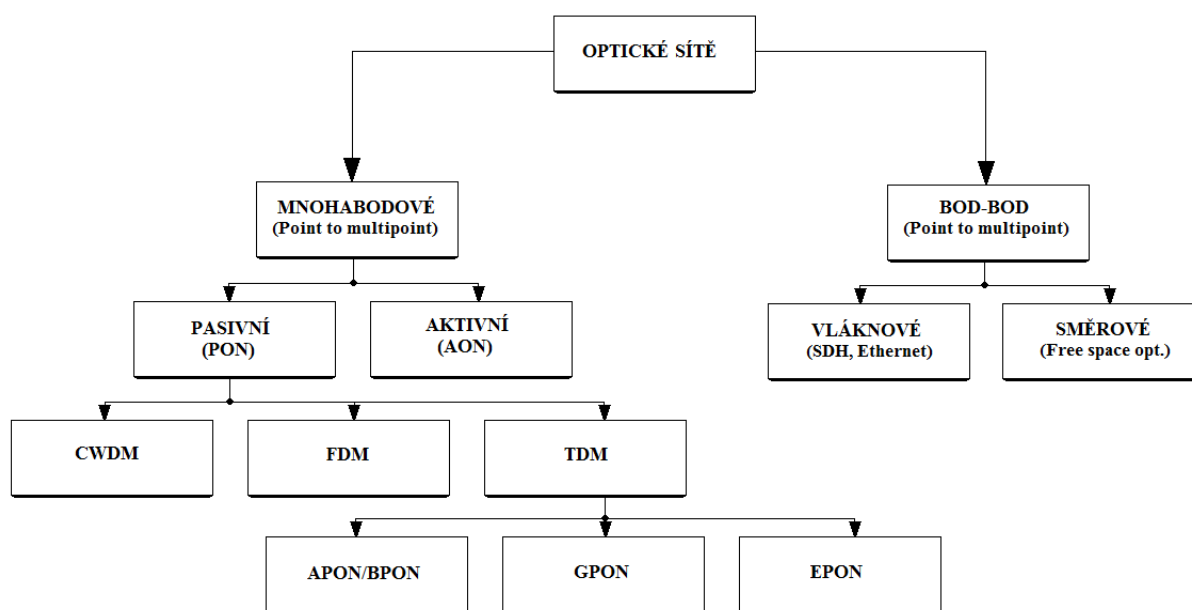 OPTICKÉ SÍTĚ
MNOHABODOVÉ
(Point to multipoint)
BOD-BOD
(Point to multipoint)
PASIVNÍ
(PON)
AKTIVNÍ
(AON)
VLÁKNOVÉ
(SDH, Ethernet)
SMĚROVÉ
(Free space opt.)
CWDM
FDM
TDM
APON/BPON
GPON
EPON